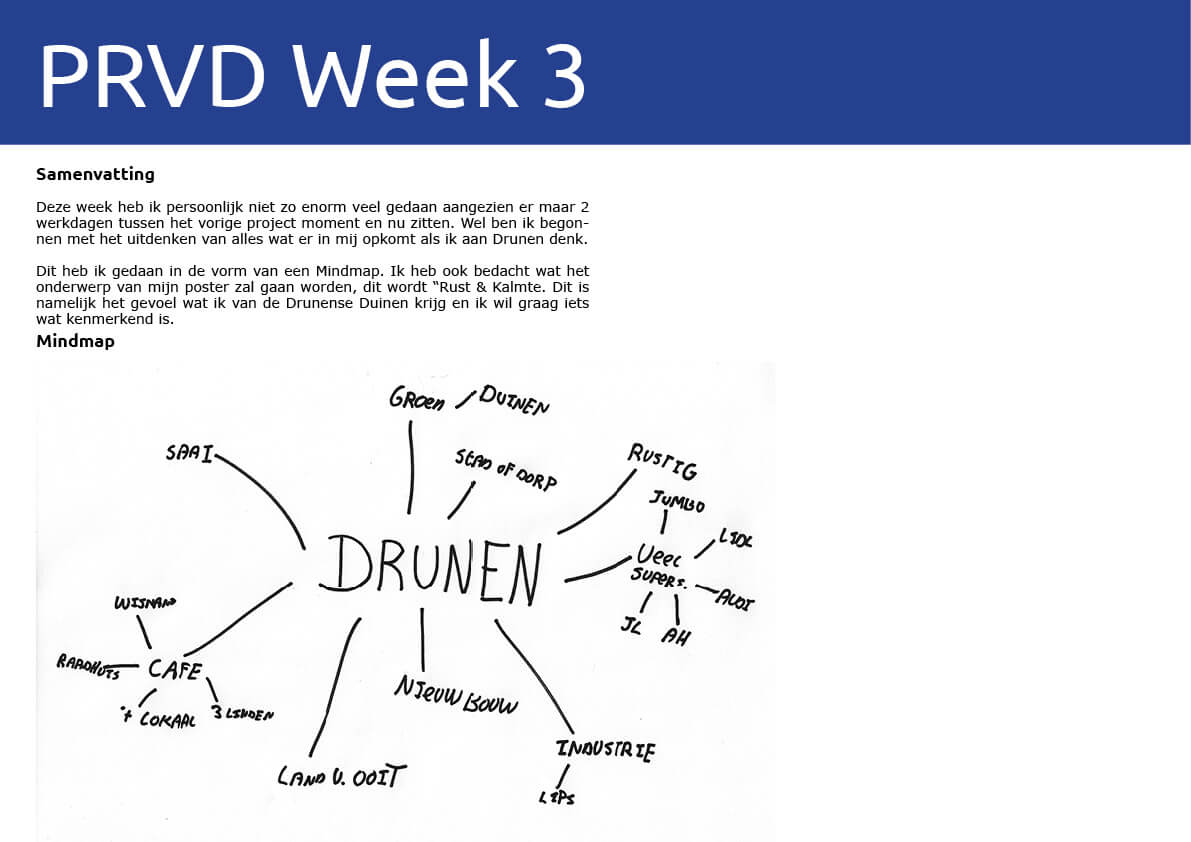 PRVD Week 3
Samenvatting
Deze week heb ik persoonlijk niet zo enorm veel gedaan aangezien er maar 2
werkdagen tussen het vorige project moment en nu zitten. Wel ben ik begon-
nen met het uitdenken van alles wat er in mij opkomt als ik aan Drunen denk.
Dit heb ik gedaan in de vorm van een Mindmap. Ik heb ook bedacht wat het
onderwerp van mijn poster zal gaan worden, dit wordt “Rust & Kalmte. Dit is
namelijk het gevoel wat ik van de Drunense Duinen krijg en ik wil graag iets
wat kenmerkend is.
Mindmap
GROEN / DUINEN
SAAI
STAD OF DORP
RUSTIG
JUMBO
LIDL
DRUNEN
VEEL
SUPERS.
ALDI
WIJNAND
JL
AH
RAADHUIS
CAFE
'T LOKAAL
3 LINDEN
NIEUWBOUW
INDUSTRIE
LAND V. OOIT
LIPS